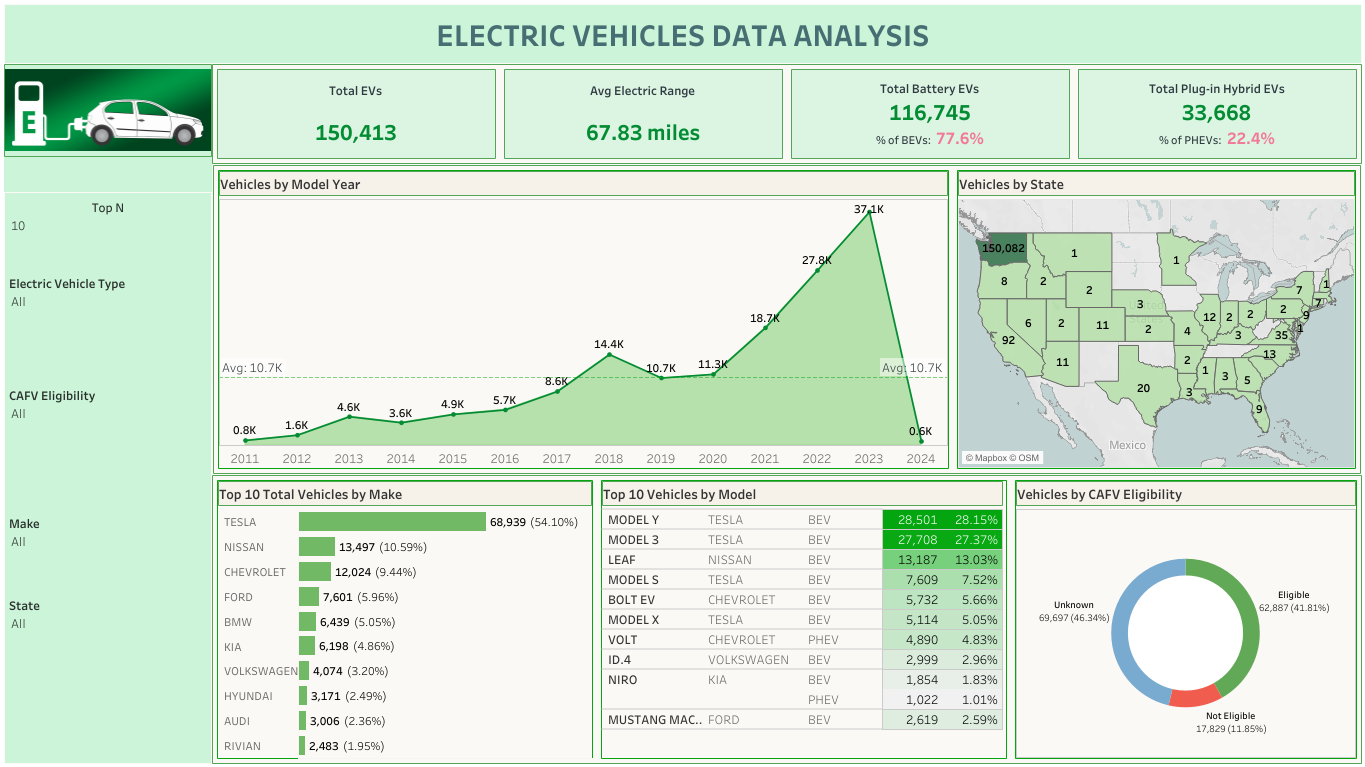 ELECTRIC VEHICLES DATA ANALYSIS
E
Total EVs
150,413
Avg Electric Range
67.83 miles
Total Battery EVs
116,745
% of BEVs: 77.6%
Total Plug-in Hybrid EVs
33,668
% of PHEVs: 22.4%
Top N
10
Electric Vehicle Type
All
CAFV Eligibility
All
Make
All
State
All
Vehicles by Model Year
37.1K
27.8K
18.7K
14.4K
10.7K
11.3K
8.6K
5.7K
4.9K
3.6K
4.6K
1.6K
0.8K
0.6K
Avg: 10.7K
Avg: 10.7K
2011 2012 2013 2014 2015 2016 2017 2018 2019 2020 2021 2022 2023 2024
Vehicles by State
150,082
1
1
8
2
2
7
1
3
7
9
6
2
11
2
12
2
2
2
1
92
4
3
35
11
2
13
20
3
1
3
5
9
Mexico
© Mapbox © OSM
Top 10 Total Vehicles by Make
TESLA 68,939 (54.10%)
NISSAN 13,497 (10.59%)
CHEVROLET 12,024 (9.44%)
FORD 7,601 (5.96%)
BMW 6,439 (5.05%)
KIA 6,198 (4.86%)
VOLKSWAGEN 4,074 (3.20%)
HYUNDAI 3,171 (2.49%)
AUDI 3,006 (2.36%)
RIVIAN 2,483 (1.95%)
Top 10 Vehicles by Model
MODEL Y TESLA BEV 28,501 28.15%
MODEL 3 TESLA BEV 27,708 27.37%
LEAF NISSAN BEV 13,187 13.03%
MODEL S TESLA BEV 7,609 7.52%
BOLT EV CHEVROLET BEV 5,732 5.66%
MODEL X TESLA BEV 5,114 5.05%
VOLT CHEVROLET PHEV 4,890 4.83%
ID.4 VOLKSWAGEN BEV 2,999 2.96%
NIRO KIA BEV 1,854 1.83%
PHEV 1,022 1.01%
MUSTANG MAC.. FORD BEV 2,619 2.59%
Vehicles by CAFV Eligibility
Eligible
62,887 (41.81%)
Unknown
69,697 (46.34%)
Not Eligible
17,829 (11.85%)